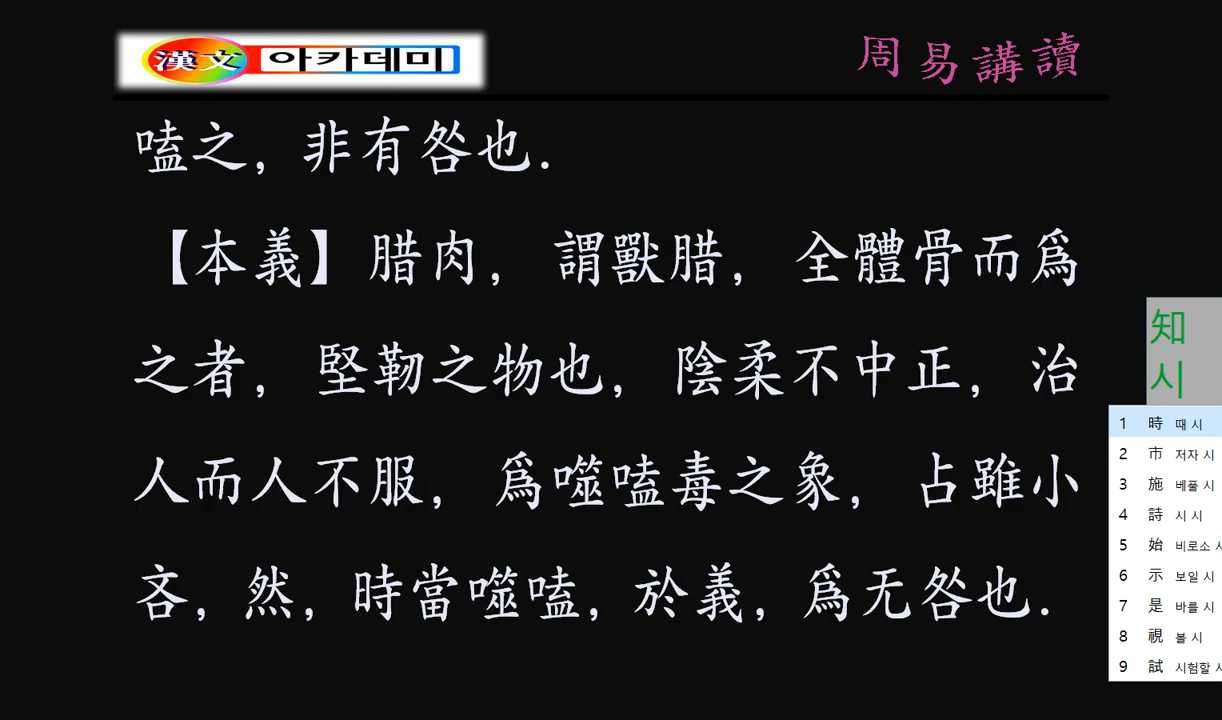 漢文 아카데미
周易講讀
嗑之, 非有咎也.
【本義】腊肉, 謂獸腊, 全體骨而爲
之者, 堅靭之物也, 陰柔不中正, 治
人而人不服, 爲噬嗑毒之象, 占雖小
吝, 然, 時當噬嗑, 於義, 爲无咎也.
知
시
1 時 때 시
2 市 저자 시
3 施 베풀 시
4 詩 시 시
5 始 비로소 시
6 示 보일 시
7 是 바를 시
8 視 볼 시
9 試 시험할 시